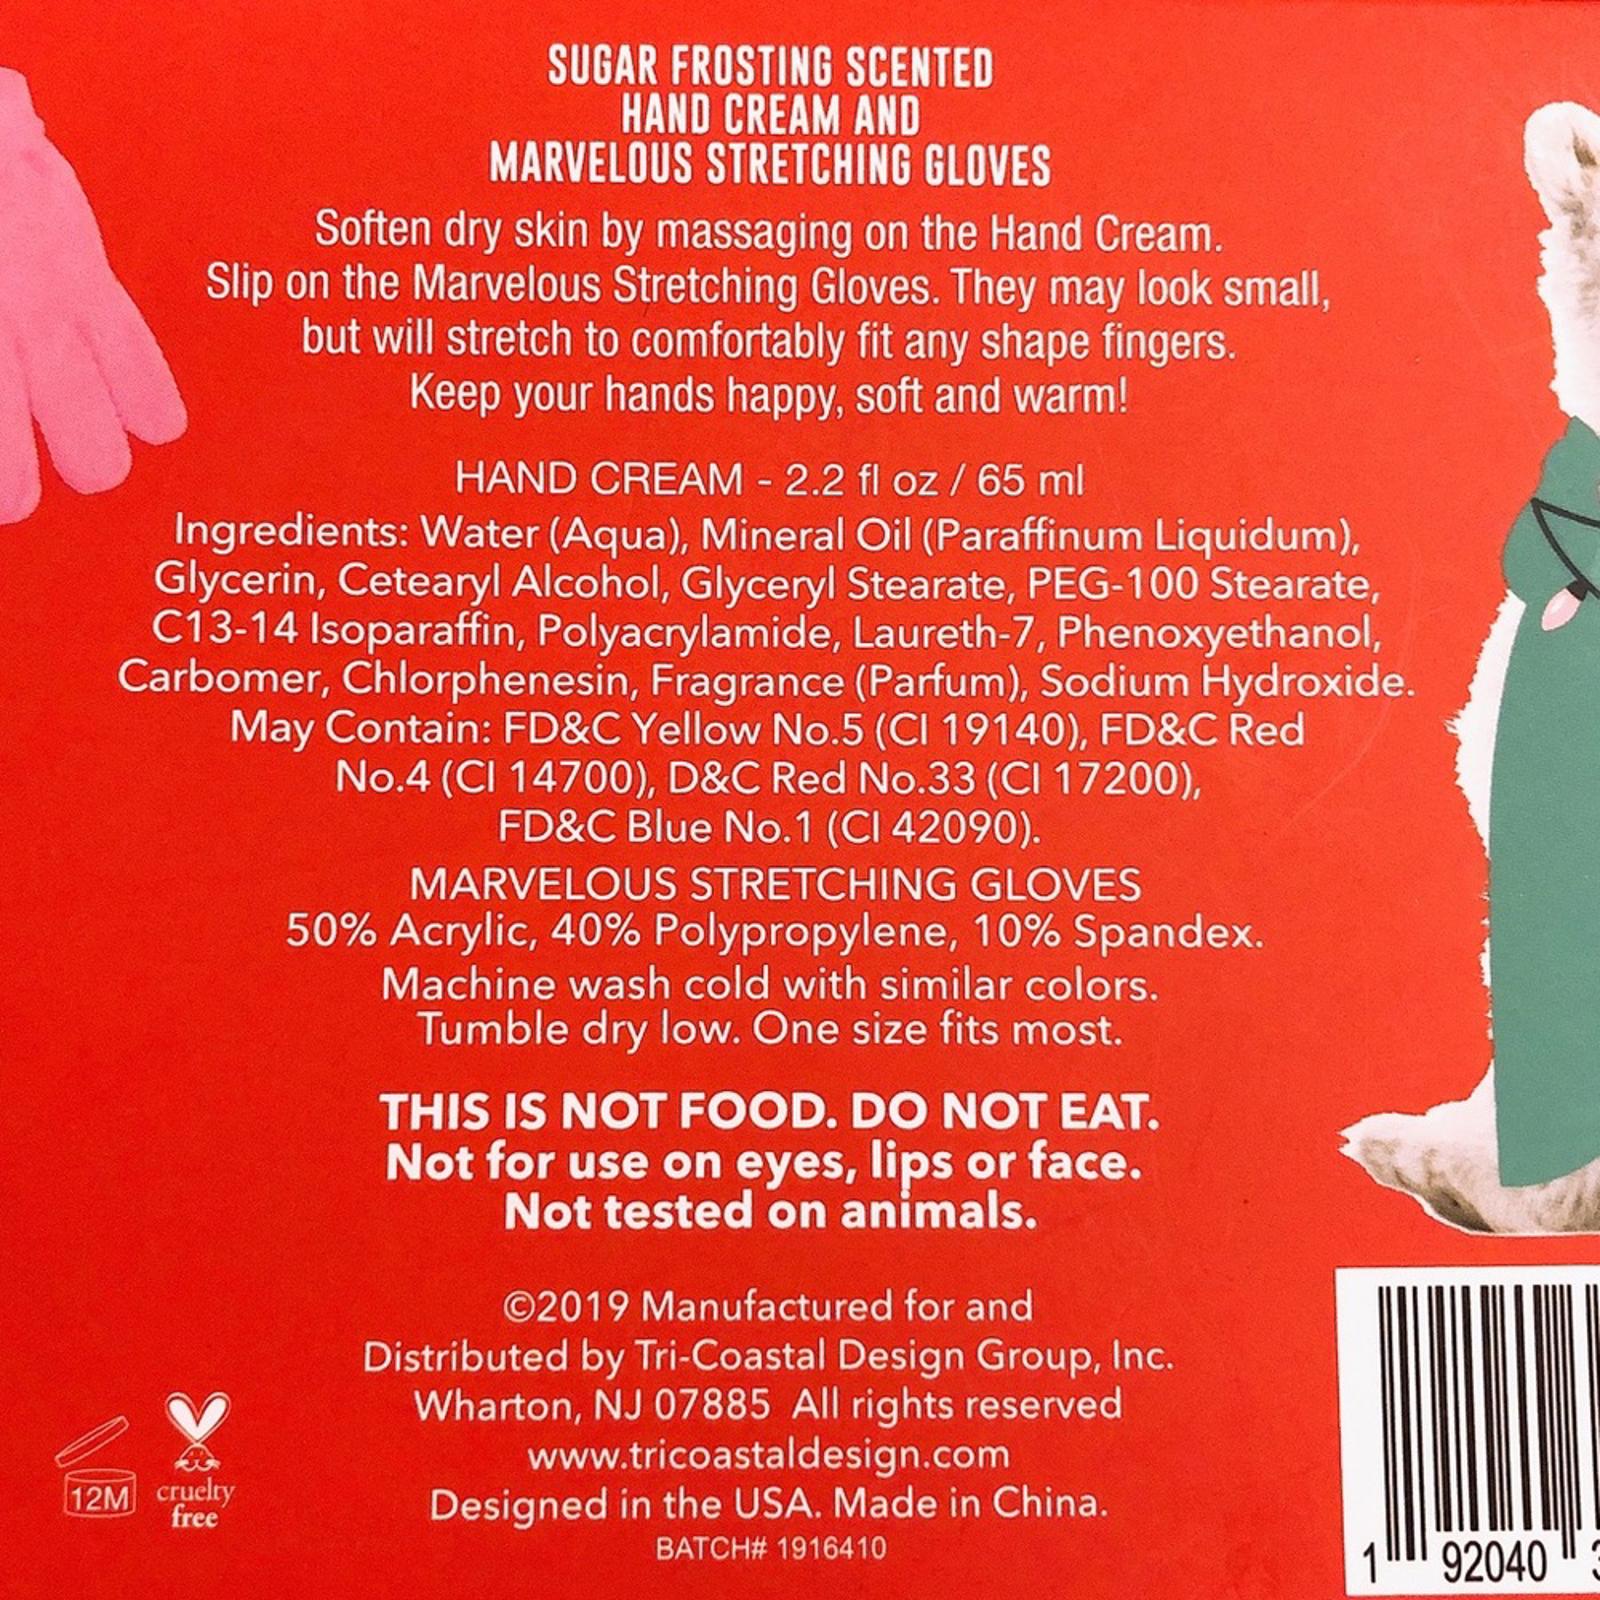 SUGAR FROSTING SCENTED
HAND CREAM AND
MARVELOUS STRETCHING GLOVES
Soften dry skin by massaging on the Hand Cream.
Slip on the Marvelous Stretching Gloves. They may look small,
but will stretch to comfortably fit any shape fingers.
Keep your hands happy, soft and warm!
HAND CREAM - 2.2 fl oz / 65 ml
Ingredients: Water (Aqua), Mineral Oil (Paraffinum Liquidum),
Glycerin, Cetearyl Alcohol, Glyceryl Stearate, PEG-100 Stearate,
C13-14 Isoparaffin, Polyacrylamide, Laureth-7, Phenoxyethanol,
Carbomer, Chlorphenesin, Fragrance (Parfum), Sodium Hydroxide.
May Contain: FD&C Yellow No.5 (CI 19140), FD&C Red
No.4 (CI 14700), D&C Red No.33 (CI 17200),
FD&C Blue No.1 (CI 42090).
MARVELOUS STRETCHING GLOVES
50% Acrylic, 40% Polypropylene, 10% Spandex.
Machine wash cold with similar colors.
Tumble dry low. One size fits most.
THIS IS NOT FOOD. DO NOT EAT.
Not for use on eyes, lips or face.
Not tested on animals.
©2019 Manufactured for and
Distributed by Tri-Coastal Design Group, Inc.
Wharton, NJ 07885 All rights reserved
www.tricoastaldesign.com
Designed in the USA. Made in China.
BATCH# 1916410
12M
cruelty
free
1 92040